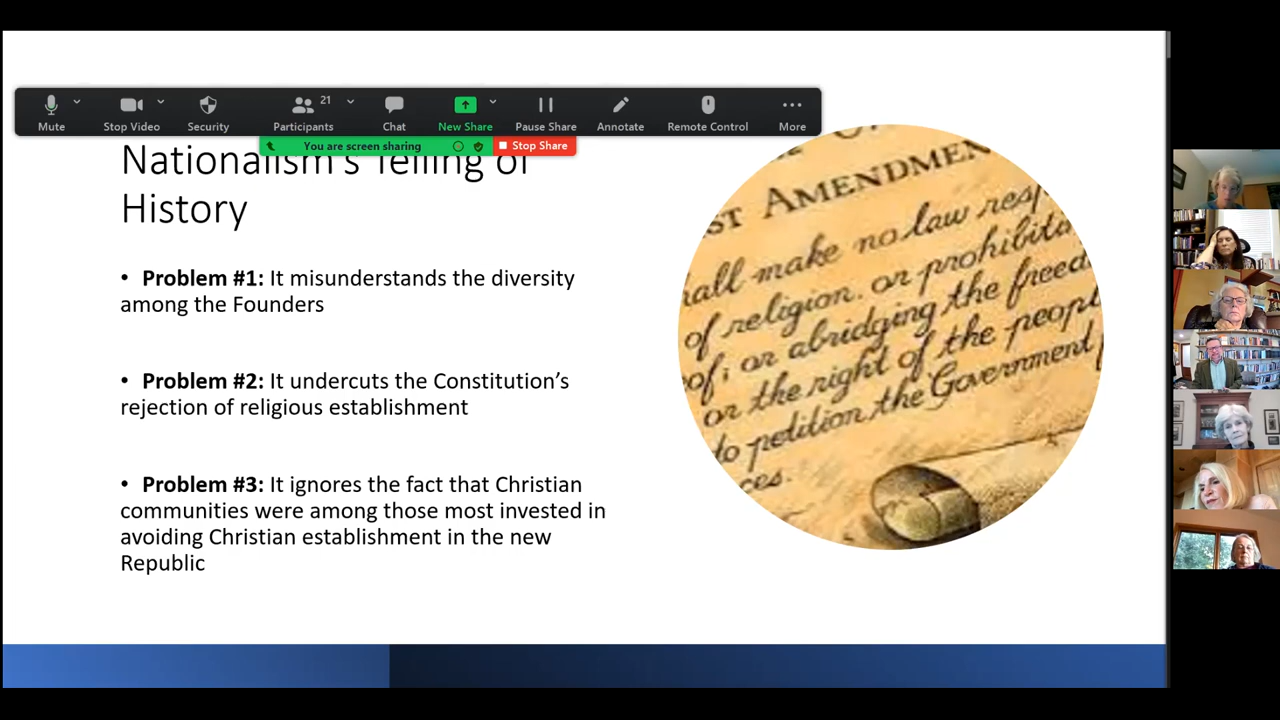 21
Mute
Stop Video
Security
Participants
Chat
New Share
Pause Share
Annotate
Remote Control
More
You are screen sharing
Stop Share
Nationalism's Telling of
History
• Problem #1: It misunderstands the diversity
among the Founders
• Problem #2: It undercuts the Constitution's
rejection of religious establishment
• Problem #3: It ignores the fact that Christian
communities were among those most invested in
avoiding Christian establishment in the new
Republic
ST AMENDMEN
hall make no law resp
of religion, or prohibitin
eof; or abridging the freed
or the right of the peopl
to petition the Government
ces.